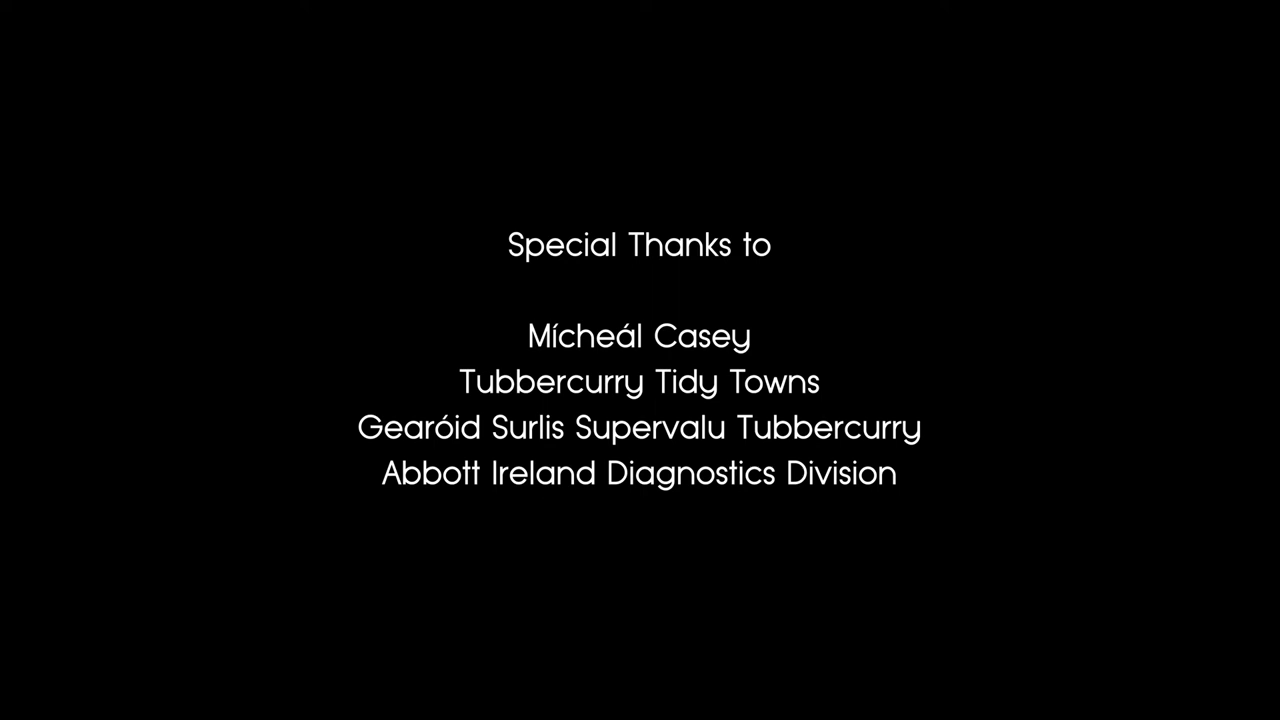 Special Thanks to
Mícheál Casey
Tubbercurry Tidy Towns
Gearóid Surlis Supervalu Tubbercurry
Abbott Ireland Diagnostics Division